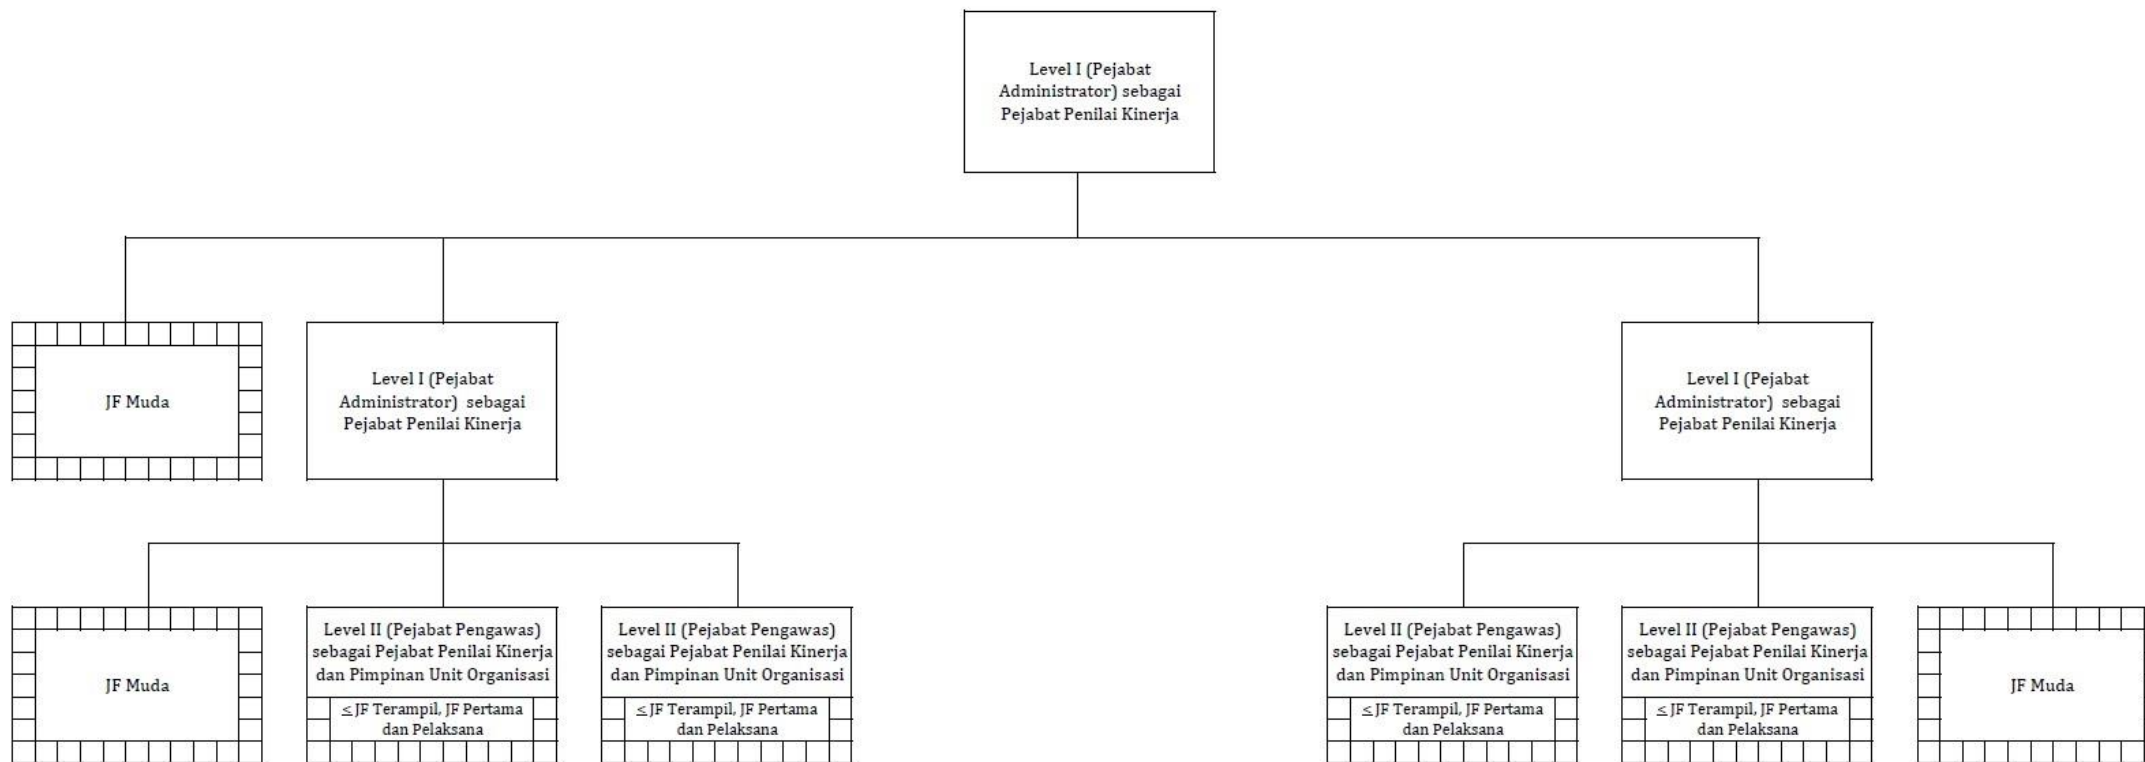 Level I (Pejabat
Administrator) sebagai
Pejabat Penilai Kinerja
JF Muda
Level I (Pejabat
Administrator) sebagai
Pejabat Penilai Kinerja
Level I (Pejabat
Administrator) sebagai
Pejabat Penilai Kinerja
JF Muda
Level II (Pejabat Pengawas)
sebagai Pejabat Penilai Kinerja
dan Pimpinan Unit Organisasi
≤ JF Terampil, JF Pertama
dan Pelaksana
Level II (Pejabat Pengawas)
sebagai Pejabat Penilai Kinerja
dan Pimpinan Unit Organisasi
≤ JF Terampil, JF Pertama
dan Pelaksana
Level II (Pejabat Pengawas)
sebagai Pejabat Penilai Kinerja
dan Pimpinan Unit Organisasi
≤ JF Terampil, JF Pertama
dan Pelaksana
Level II (Pejabat Pengawas)
sebagai Pejabat Penilai Kinerja
dan Pimpinan Unit Organisasi
≤ JF Terampil, JF Pertama
dan Pelaksana
JF Muda